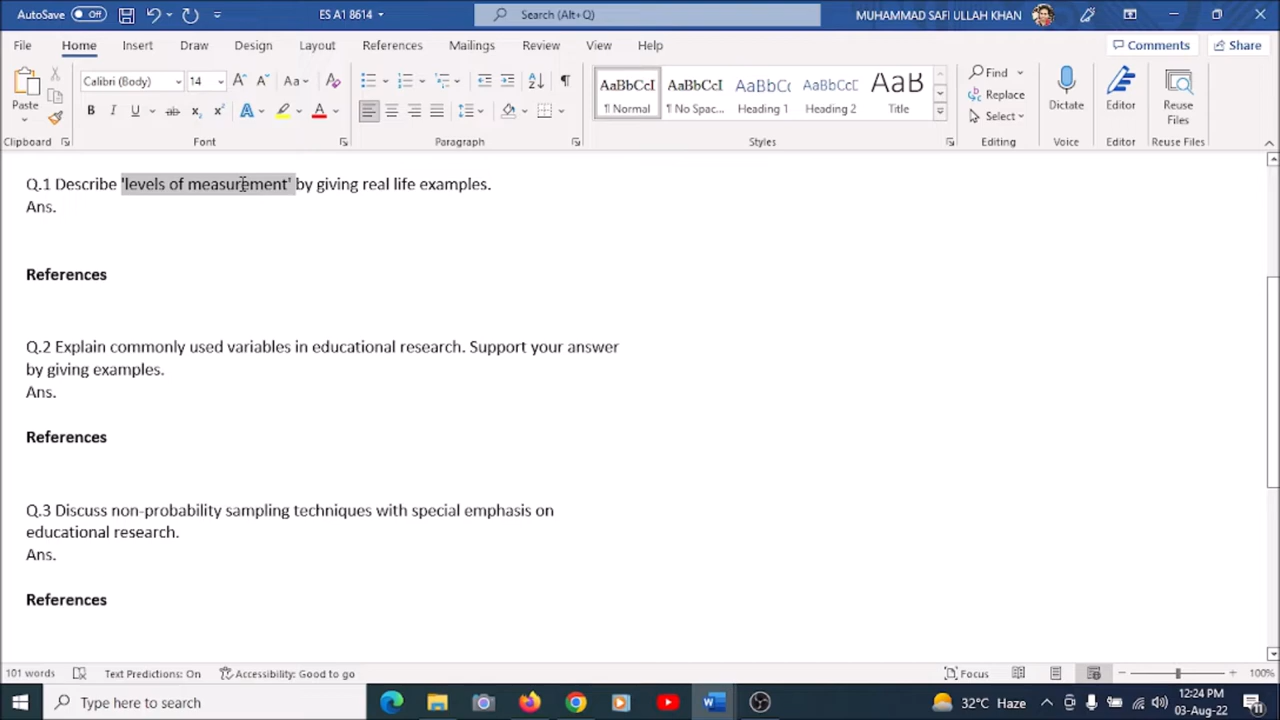 AutoSave Off ES A1 8614 Search (Alt+Q) MUHAMMAD SAFI ULLAH KHAN
File Home Insert Draw Design Layout References Mailings Review View Help Comments Share
Paste Calibri (Body) 14 Aa AaBbCcI AaBbCcI AaBbCc AaBbCcC AaB Find Replace Select Dictate Editor Reuse Files
¶ Normal ¶ No Spac... Heading 1 Heading 2 Title
Clipboard Font Paragraph Styles Editing Voice Editor Reuse Files
Q.1 Describe 'levels of measurement' by giving real life examples.
Ans.
References
Q.2 Explain commonly used variables in educational research. Support your answer
by giving examples.
Ans.
References
Q.3 Discuss non-probability sampling techniques with special emphasis on
educational research.
Ans.
References
101 words Text Predictions: On Accessibility: Good to go Focus 100%
Type here to search 32°C Haze 12:24 PM
03-Aug-22 11